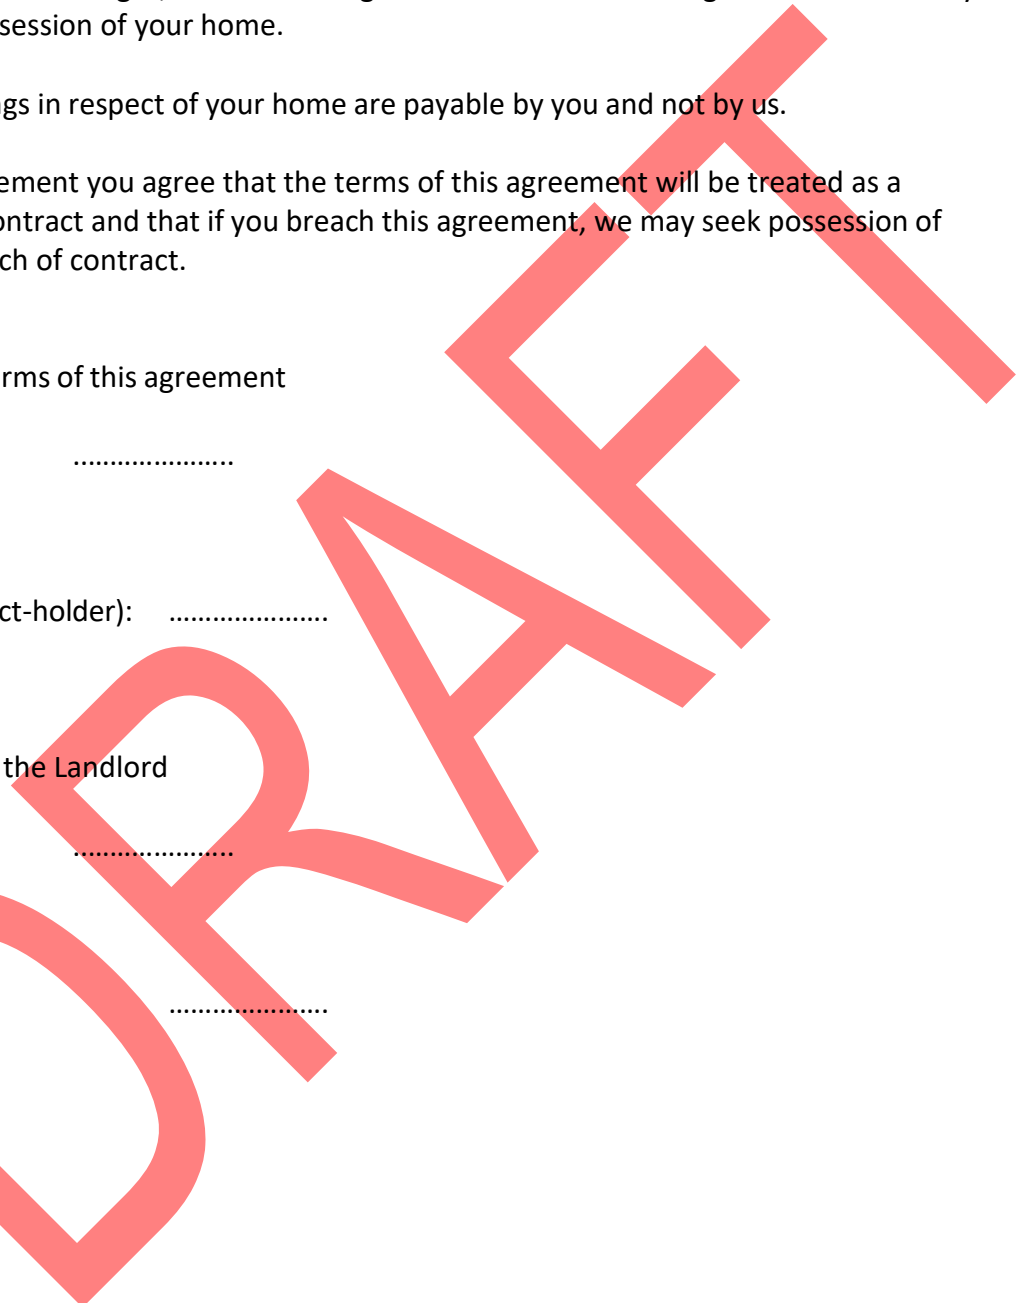 session of your home.
ngs in respect of your home are payable by you and not by us.
ement you agree that the terms of this agreement will be treated as a
ontract and that if you breach this agreement, we may seek possession of
ch of contract.
rms of this agreement
......................
ct-holder): ......................
the Landlord
......................
......................
DRAFT